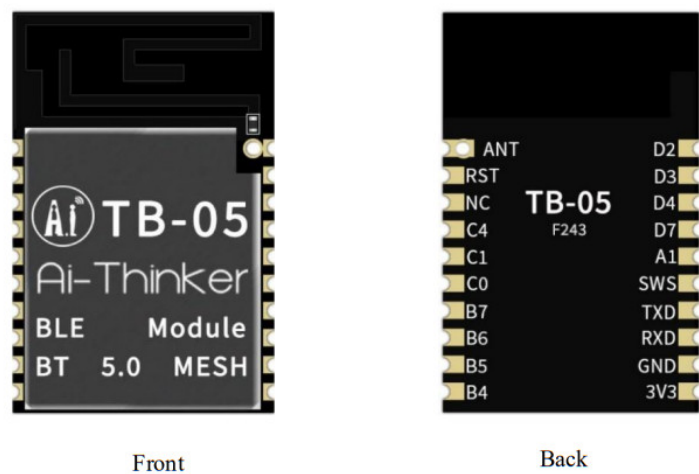 Ai TB-05
Ai-Thinker
BLE Module
BT 5.0 MESH
ANT
RST
NC
C4
C1
C0
B7
B6
B5
B4
TB-05
F243
D2
D3
D4
D7
A1
SWS
TXD
RXD
GND
3V3
Front
Back